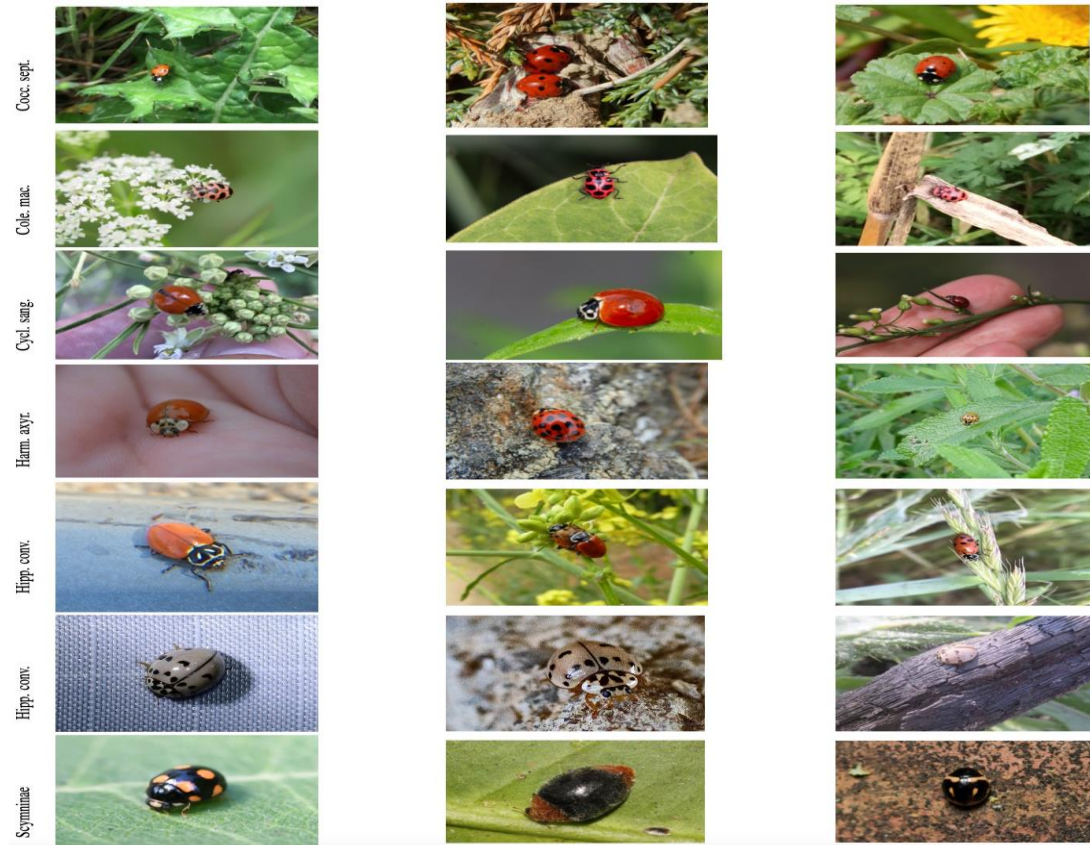 Cocc. sept.
Cole. mac.
Cycl. sang.
Harm. axyr.
Hipp. conv.
Hipp. conv.
Scymninae